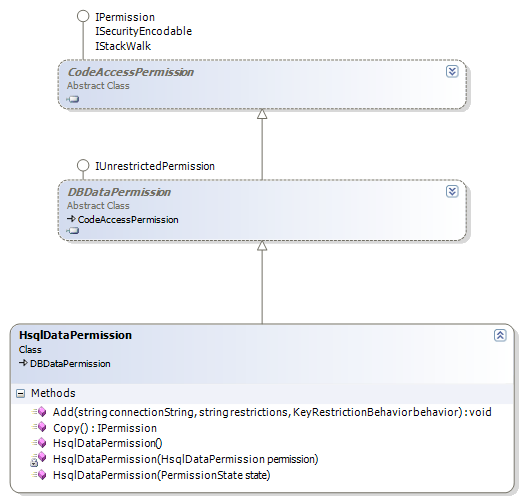 IPermission
ISecurityEncodable
IStackWalk
CodeAccessPermission
Abstract Class
IUnrestrictedPermission
DBDataPermission
Abstract Class
CodeAccessPermission
HsqlDataPermission
Class
DBDataPermission
Methods
Add(string connectionString, string restrictions, KeyRestrictionBehavior behavior) : void
Copy() : IPermission
HsqlDataPermission()
HsqlDataPermission(HsqlDataPermission permission)
HsqlDataPermission(PermissionState state)